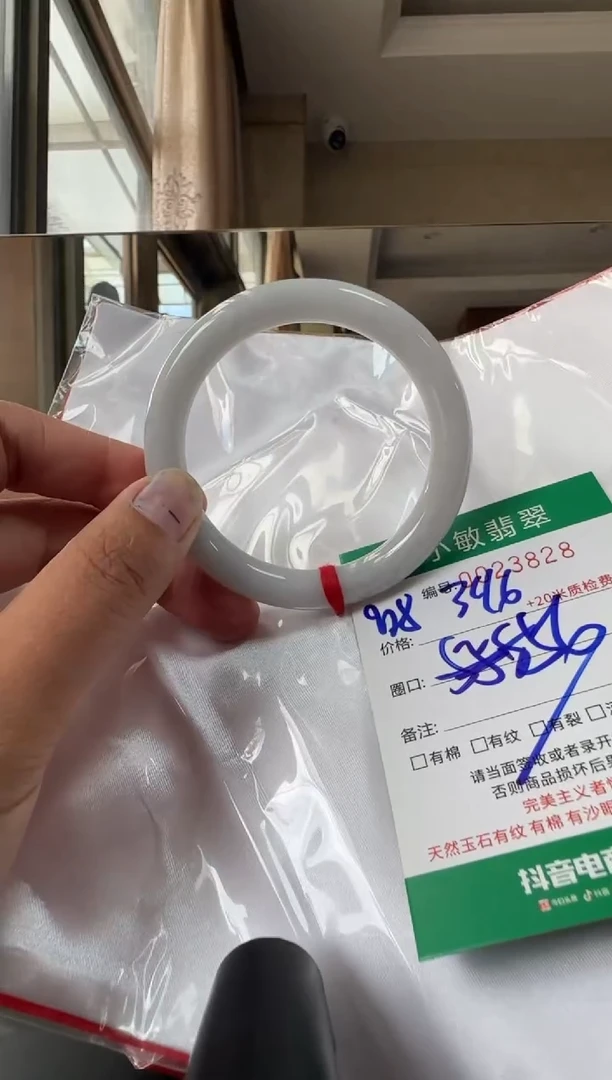 小敏翡翠
编号: 0023828
928 346
+20米质检费
价格:
圈口:
备注:
□有棉 □有纹 □有裂 □
请当面签收或者录开
否则商品损坏后
完美主义者
天然玉石有纹有棉有沙眼
抖音电商